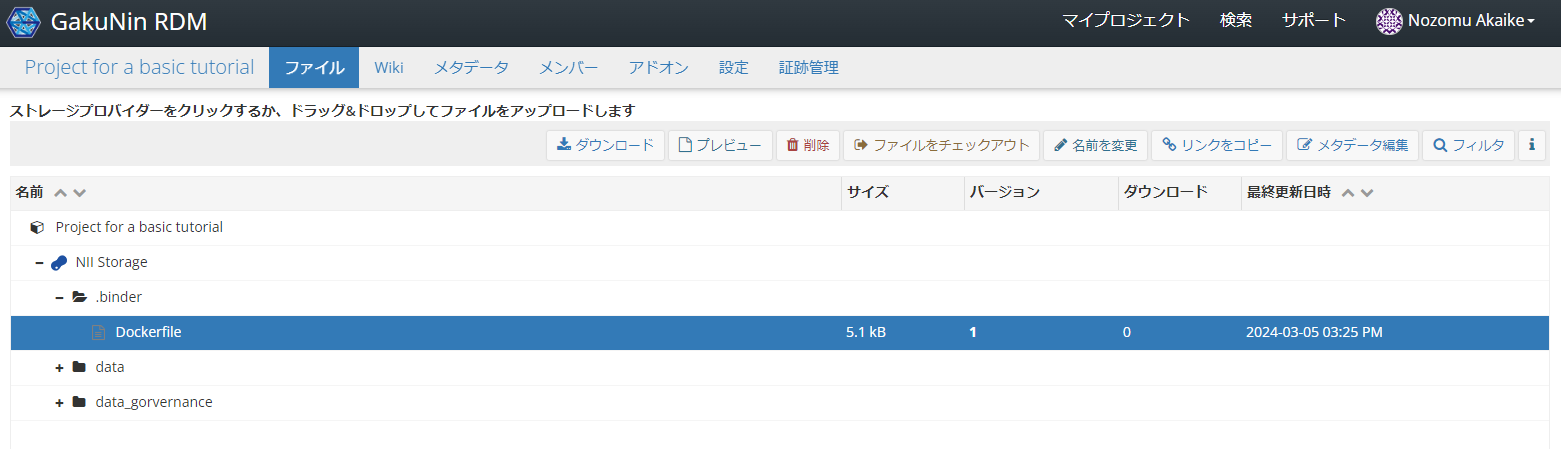 GakuNin RDM マイプロジェクト 検索 サポート Nozomu Akaike
Project for a basic tutorial ファイル Wiki メタデータ メンバー アドオン 設定 証跡管理
ストレージプロバイダーをクリックするか、ドラッグ&ドロップしてファイルをアップロードします
ダウンロード プレビュー 削除 ファイルをチェックアウト 名前を変更 リンクをコピー メタデータ編集 フィルタ i
名前 サイズ バージョン ダウンロード 最終更新日時
Project for a basic tutorial
NII Storage
.binder
Dockerfile 5.1 kB 1 0 2024-03-05 03:25 PM
data
data_gorvernance